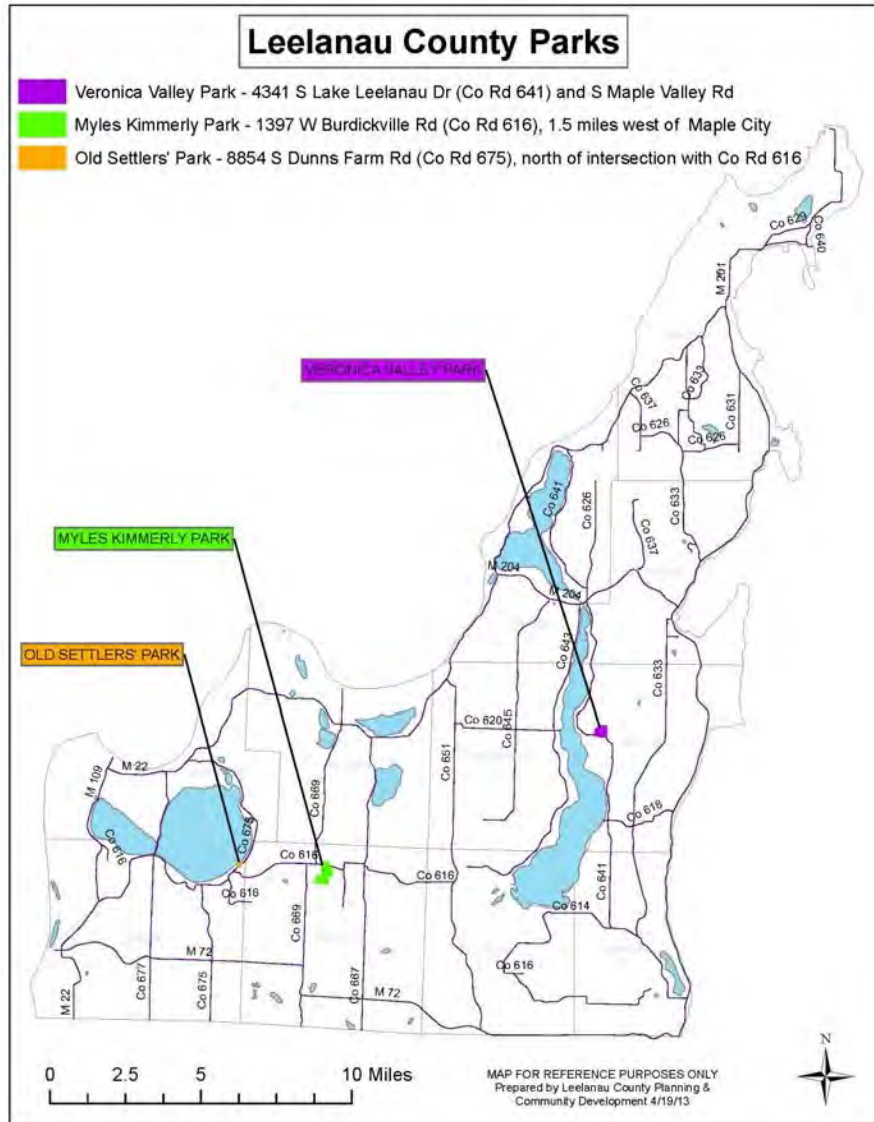 Leelanau County Parks
Veronica Valley Park - 4341 S Lake Leelanau Dr (Co Rd 641) and S Maple Valley Rd
Myles Kimmerly Park - 1397 W Burdickville Rd (Co Rd 616), 1.5 miles west of Maple City
Old Settlers' Park - 8854 S Dunns Farm Rd (Co Rd 675), north of intersection with Co Rd 616
Co 629
Co 640
M 201
VERONICA VALLEY PARK
Co 633
Co 637
Co 631
Co 626
Co 626
Co 641
Co 626
Co 633
MYLES KIMMERLY PARK
Co 637
M 204
M 204
Co 643
OLD SETTLERS' PARK
Co 633
Co 620
Co 645
Co 651
M 22
M 109
Co 669
Co 618
Co 675
Co 616
Co 616
Co 616
Co 641
Co 616
Co 614
Co 669
M 72
Co 616
Co 677
Co 675
Co 667
M 22
M 72
N
0 2.5 5 10 Miles
MAP FOR REFERENCE PURPOSES ONLY
Prepared by Leelanau County Planning &
Community Development 4/19/13